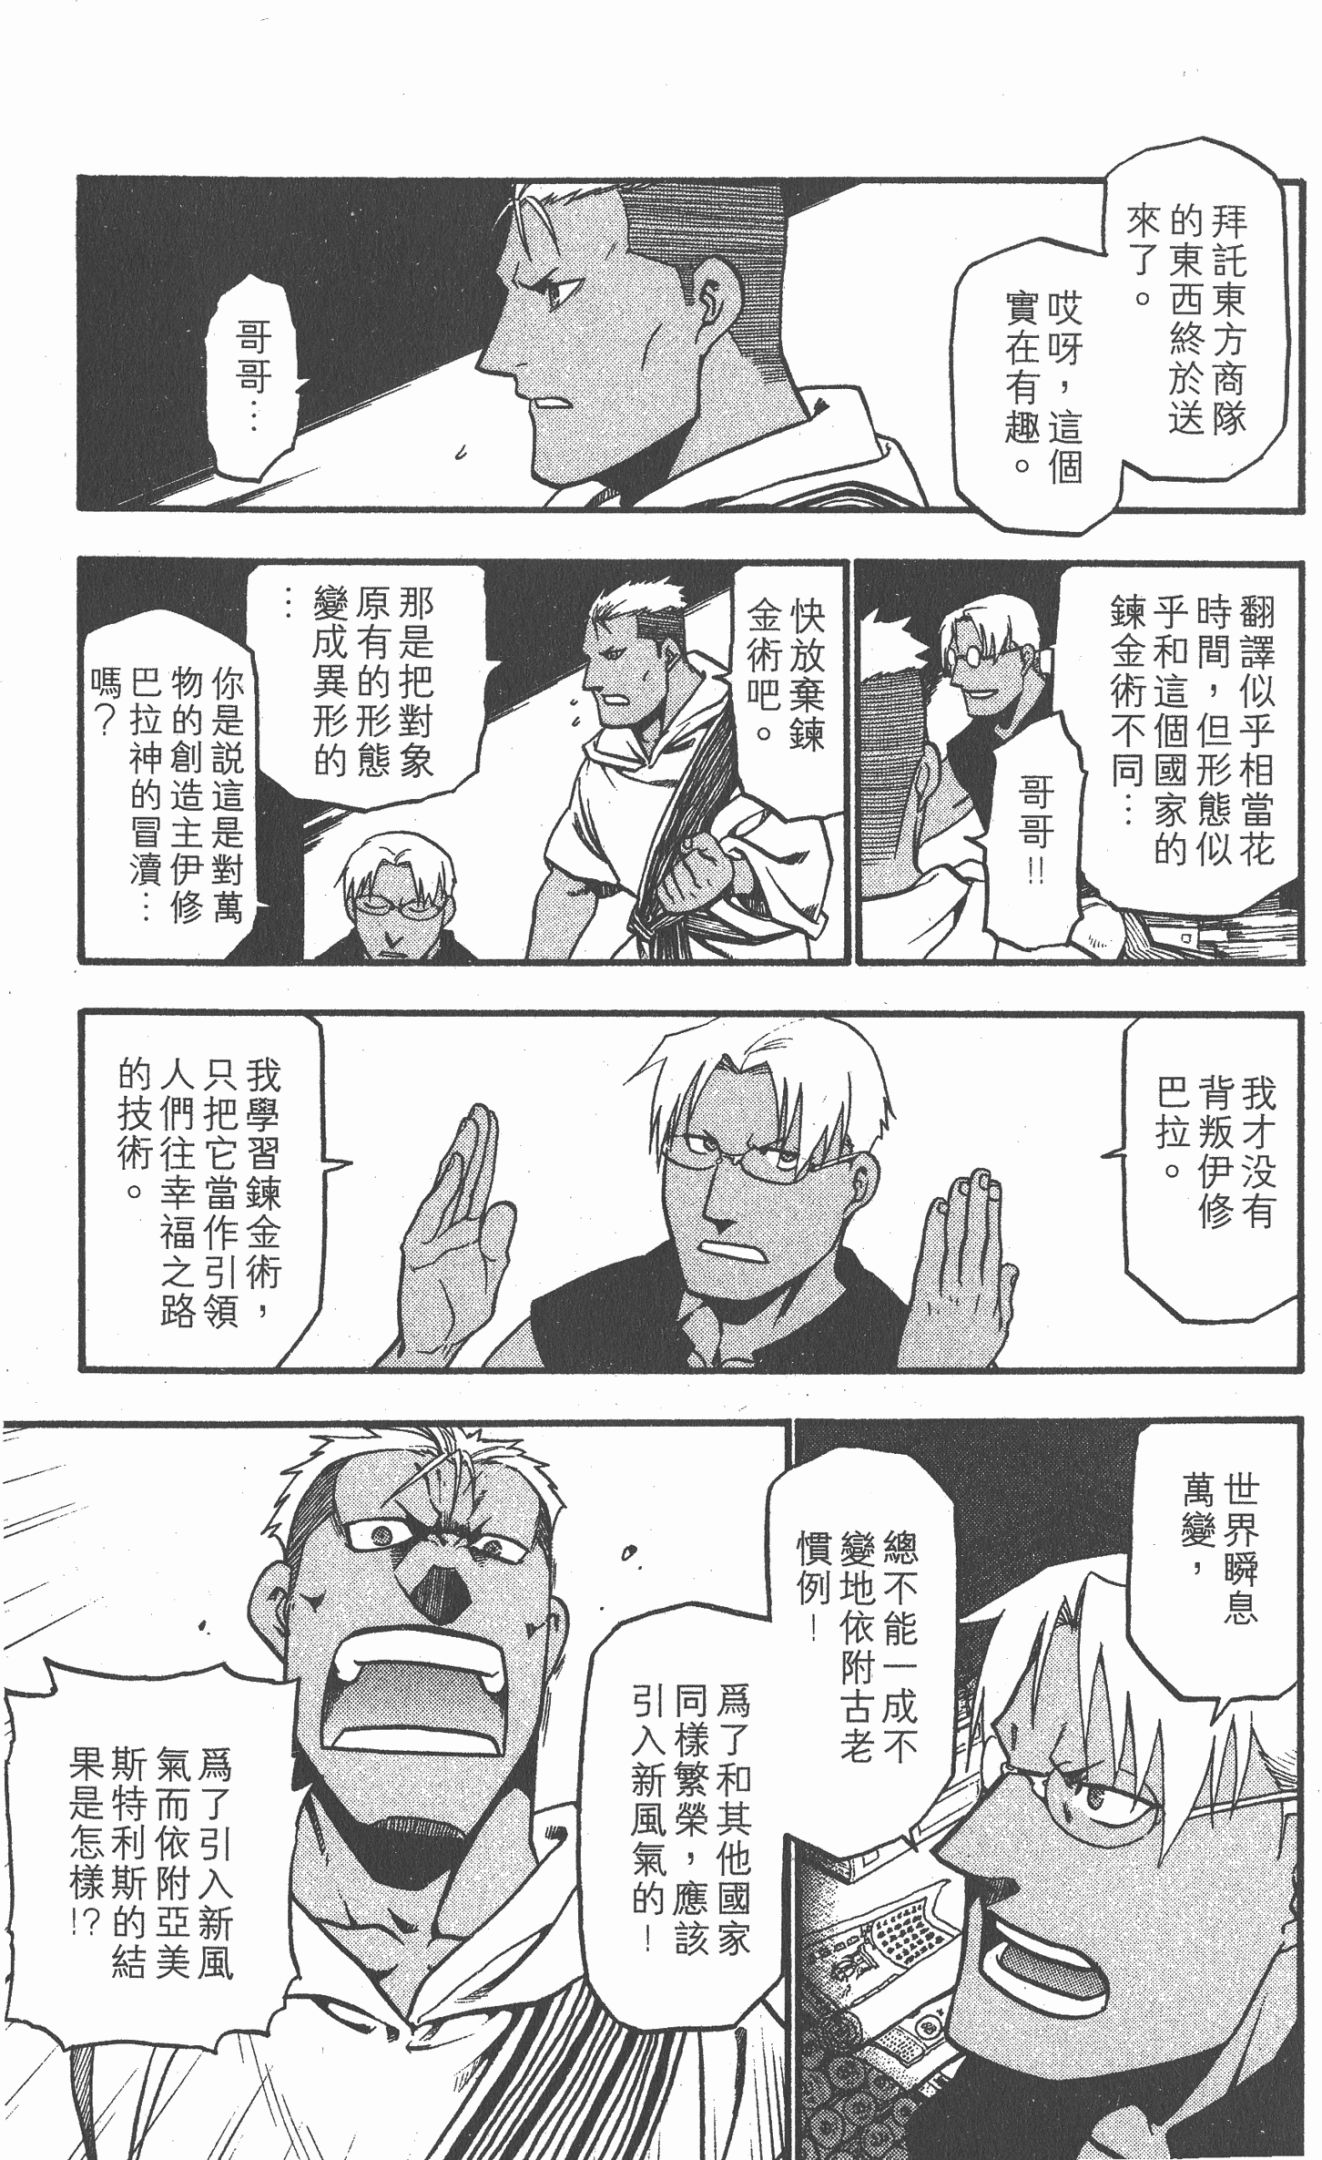 拜託東方商隊
的東西終於送
來了。
哎呀，這個
實在有趣。
哥哥…
翻譯似乎相當花
時間，但形態似
乎和這個國家的
鍊金術不同…
哥哥!!
快放棄鍊
金術吧。
那是把對象
原有的形態
變成異形的
…
你是説這是對萬
物的創造主伊修
巴拉神的冒瀆…
嗎？
我才没有
背叛伊修
巴拉。
我學習鍊金術，
只把它當作引領
人們往幸福之路
的技術。
世界瞬息
萬變，
總不能一成不
變地依附古老
慣例！
爲了和其他國家
同樣繁榮，應該
引入新風氣的！
爲了引入新風
氣而依附亞美
斯特利斯的結
果是怎樣!?